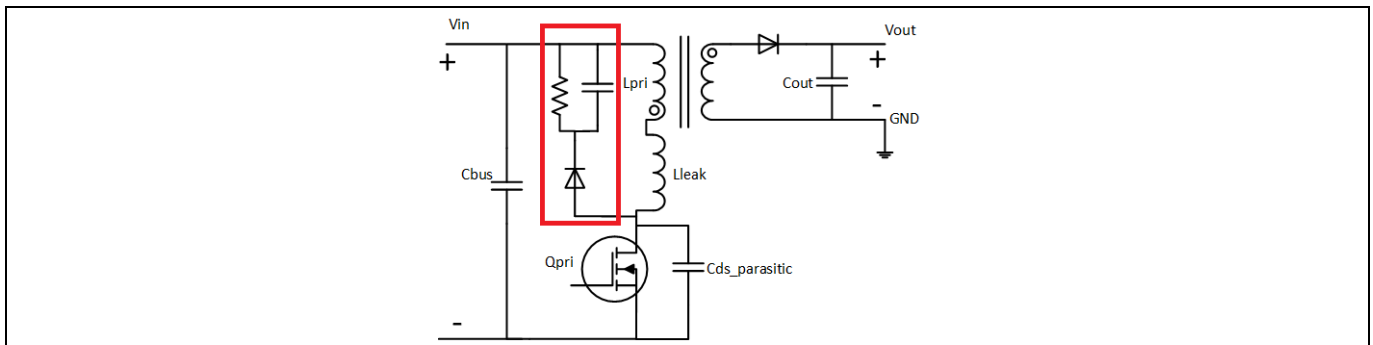 Vin
Vout
+
+
Lpri
Cout
-
GND
Cbus
Lleak
Qpri
Cds_parasitic
-